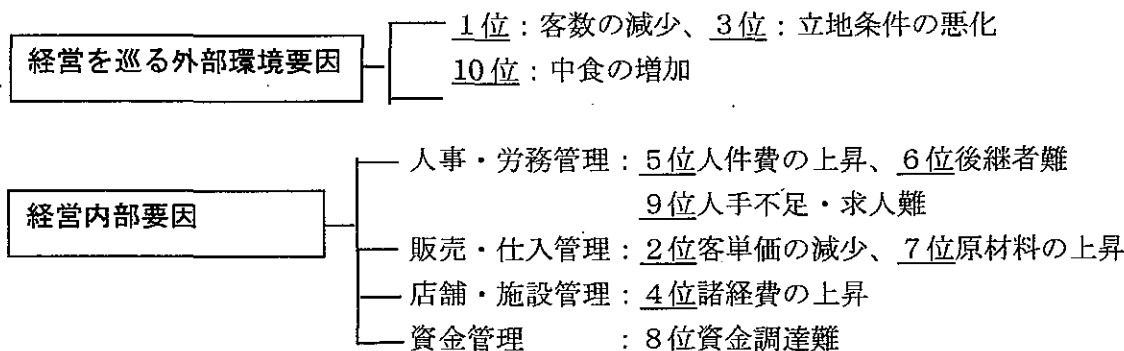 経営を巡る外部環境要因
1位：客数の減少、3位：立地条件の悪化
10位：中食の増加
経営内部要因
人事・労務管理：5位人件費の上昇、6位後継者難
9位人手不足・求人難
販売・仕入管理：2位客単価の減少、7位原材料の上昇
店舗・施設管理：4位諸経費の上昇
資金管理　　　：8位資金調達難